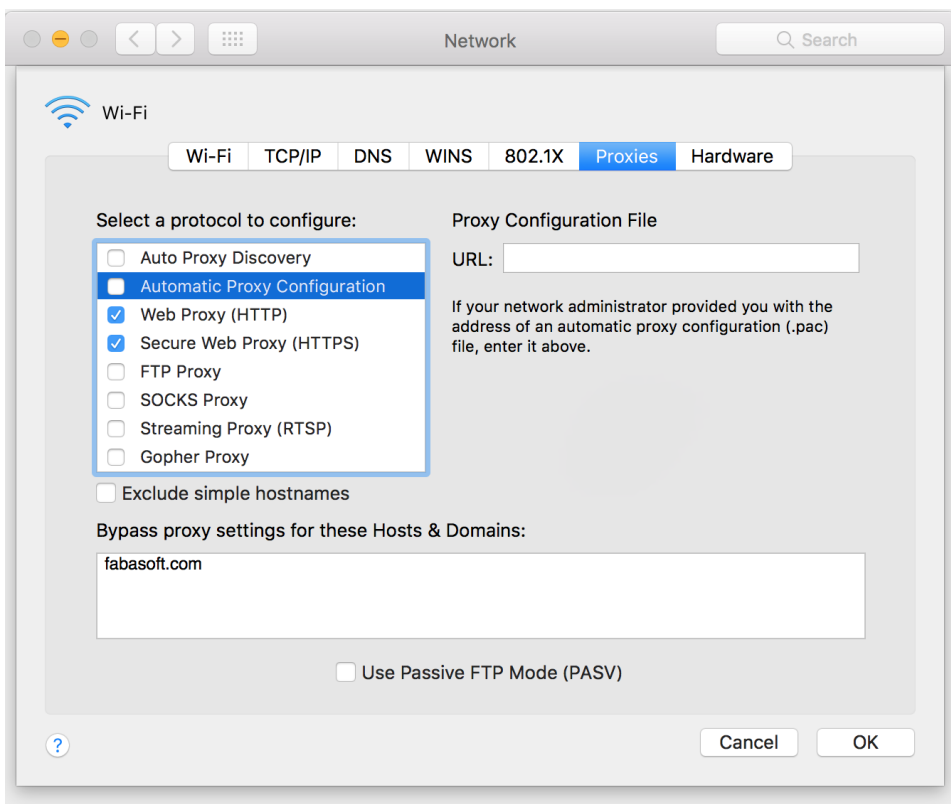 Network
Search
Wi-Fi
Wi-Fi TCP/IP DNS WINS 802.1X Proxies Hardware
Select a protocol to configure:
Auto Proxy Discovery
Automatic Proxy Configuration
Web Proxy (HTTP)
Secure Web Proxy (HTTPS)
FTP Proxy
SOCKS Proxy
Streaming Proxy (RTSP)
Gopher Proxy
Exclude simple hostnames
Proxy Configuration File
URL:
If your network administrator provided you with the
address of an automatic proxy configuration (.pac)
file, enter it above.
Bypass proxy settings for these Hosts & Domains:
fabasoft.com
Use Passive FTP Mode (PASV)
?
Cancel
OK